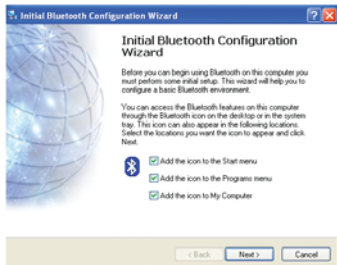 Initial Bluetooth Configuration Wizard
Initial Bluetooth Configuration
Wizard
Before you can begin using Bluetooth on this computer you
must perform some initial setup. This wizard will help you to
configure a basic Bluetooth environment.
You can access the Bluetooth features on this computer
through the Bluetooth icon on the desktop or in the system
tray. This icon can also appear in the following locations.
Select the locations you want the icon to appear and click
Next.
Add the icon to the Start menu
Add the icon to the Programs menu
Add the icon to My Computer
< Back Next > Cancel